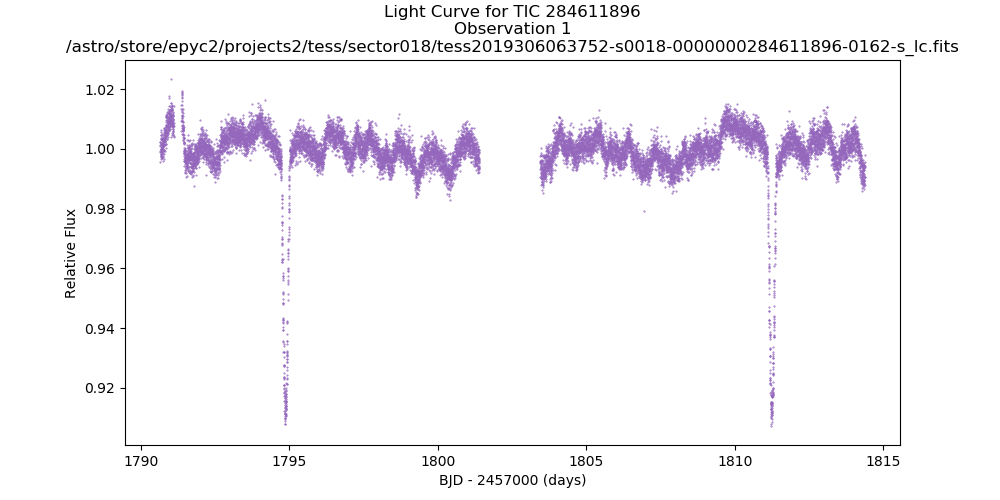 Light Curve for TIC 284611896
Observation 1
/astro/store/epyc2/projects2/tess/sector018/tess2019306063752-s0018-0000000284611896-0162-s_lc.fits
1.02
1.00
0.98
0.96
0.94
0.92
Relative Flux
1790 1795 1800 1805 1810 1815
BJD - 2457000 (days)